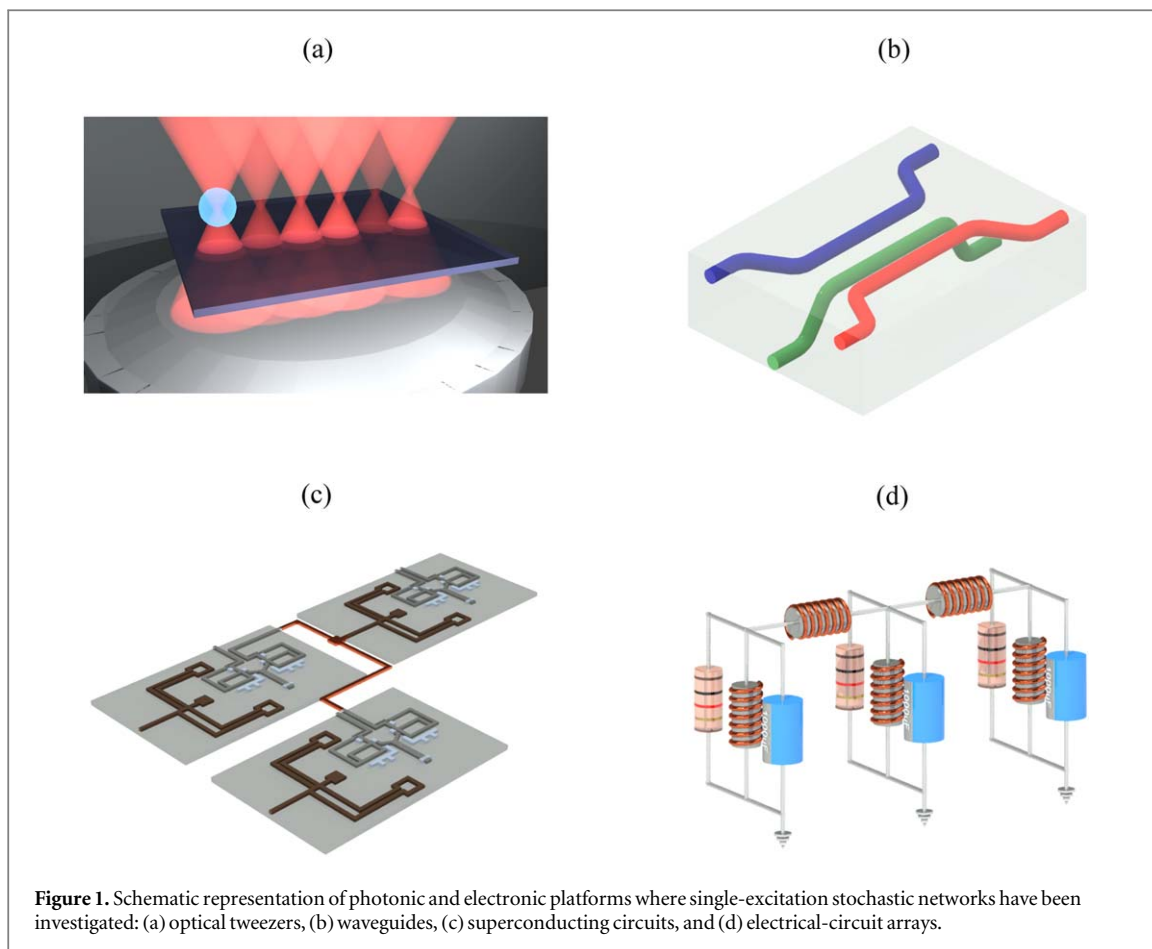 (a)
(b)
(c)
(d)
Figure 1. Schematic representation of photonic and electronic platforms where single-excitation stochastic networks have been
investigated: (a) optical tweezers, (b) waveguides, (c) superconducting circuits, and (d) electrical-circuit arrays.